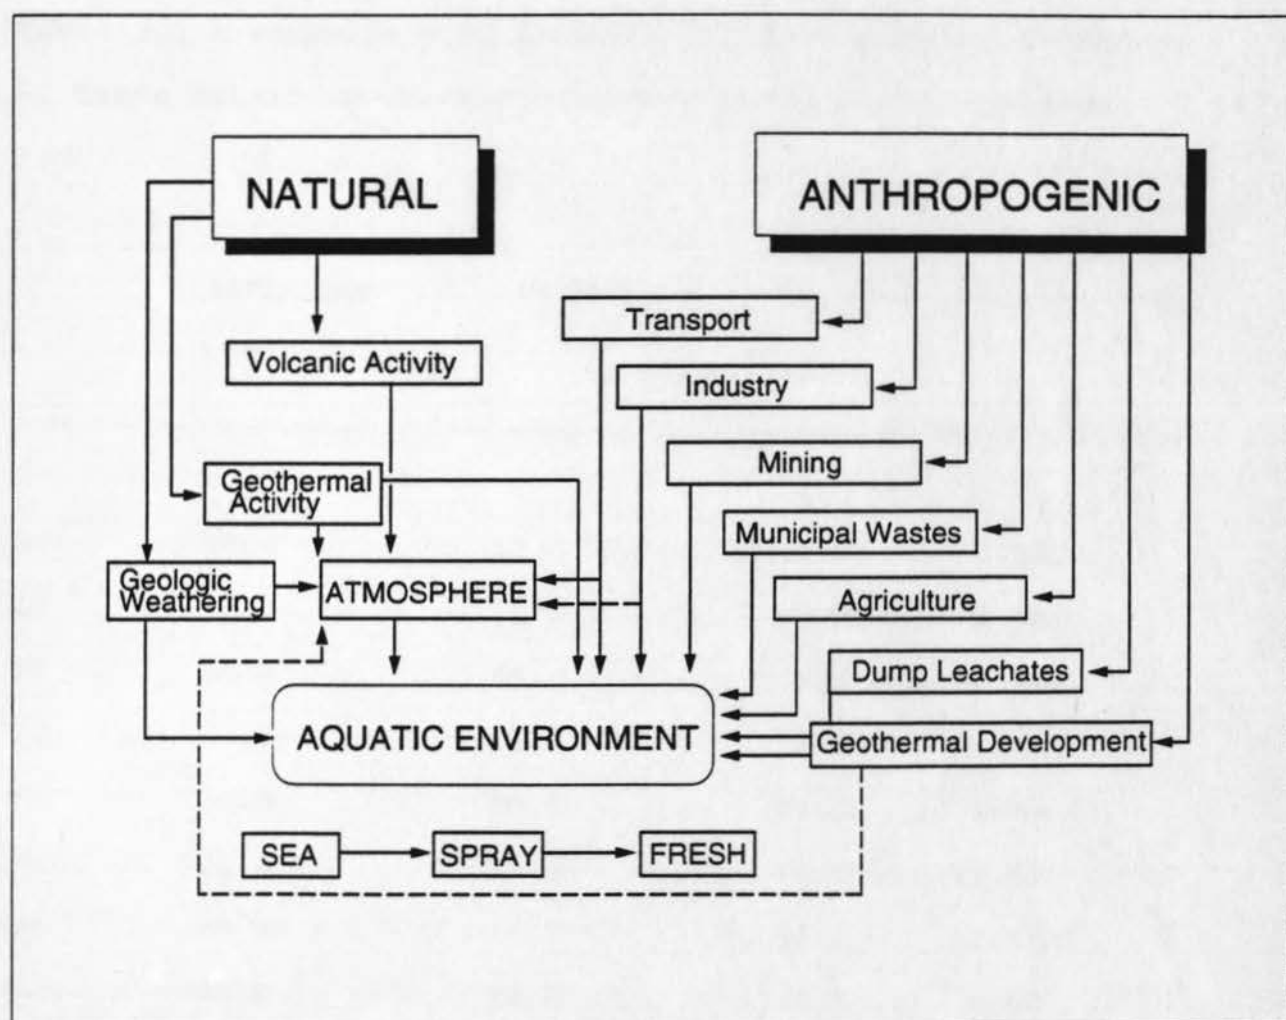 NATURAL
ANTHROPOGENIC
Transport
Volcanic Activity
Industry
Mining
Geothermal
Activity
Municipal Wastes
Geologic
Weathering
ATMOSPHERE
Agriculture
Dump Leachates
AQUATIC ENVIRONMENT
Geothermal Development
SEA
SPRAY
FRESH